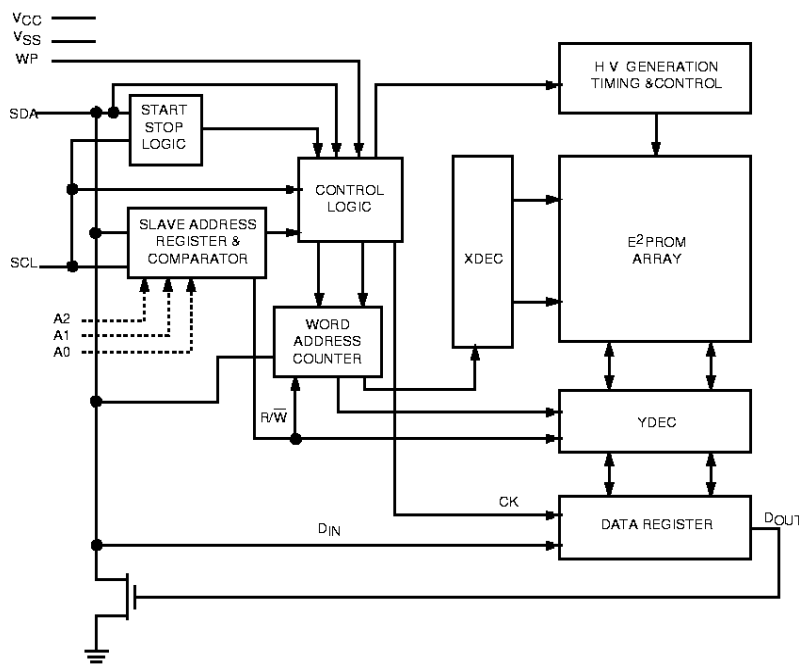 VCC
VSS
WP
SDA
START
STOP
LOGIC
H V GENERATION
TIMING &CONTROL
CONTROL
LOGIC
SLAVE ADDRESS
REGISTER &
COMPARATOR
SCL
XDEC
E2PROM
ARRAY
A2
A1
A0
WORD
ADDRESS
COUNTER
R/W̅
YDEC
CK
DIN
DATA REGISTER
DOUT